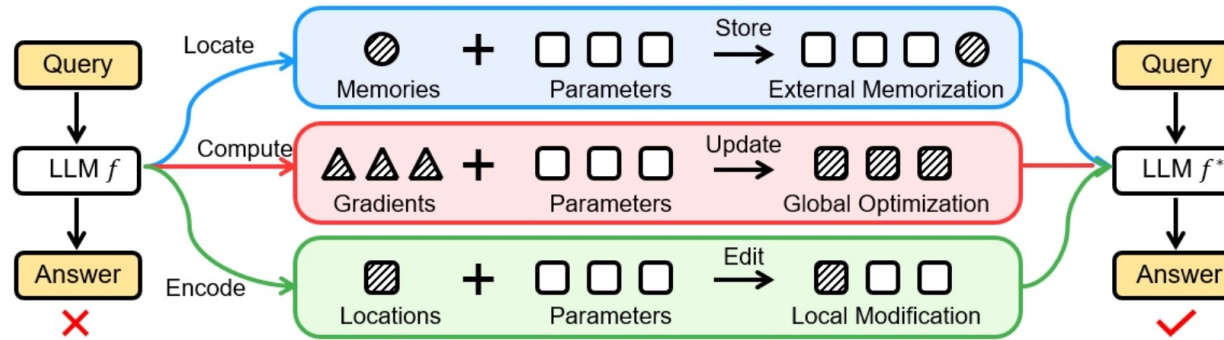 Query
LLM f
Answer
Locate
Compute
Encode
Memories
+
Parameters
Store
External Memorization
Gradients
+
Parameters
Update
Global Optimization
Locations
+
Parameters
Edit
Local Modification
Query
LLM f*
Answer